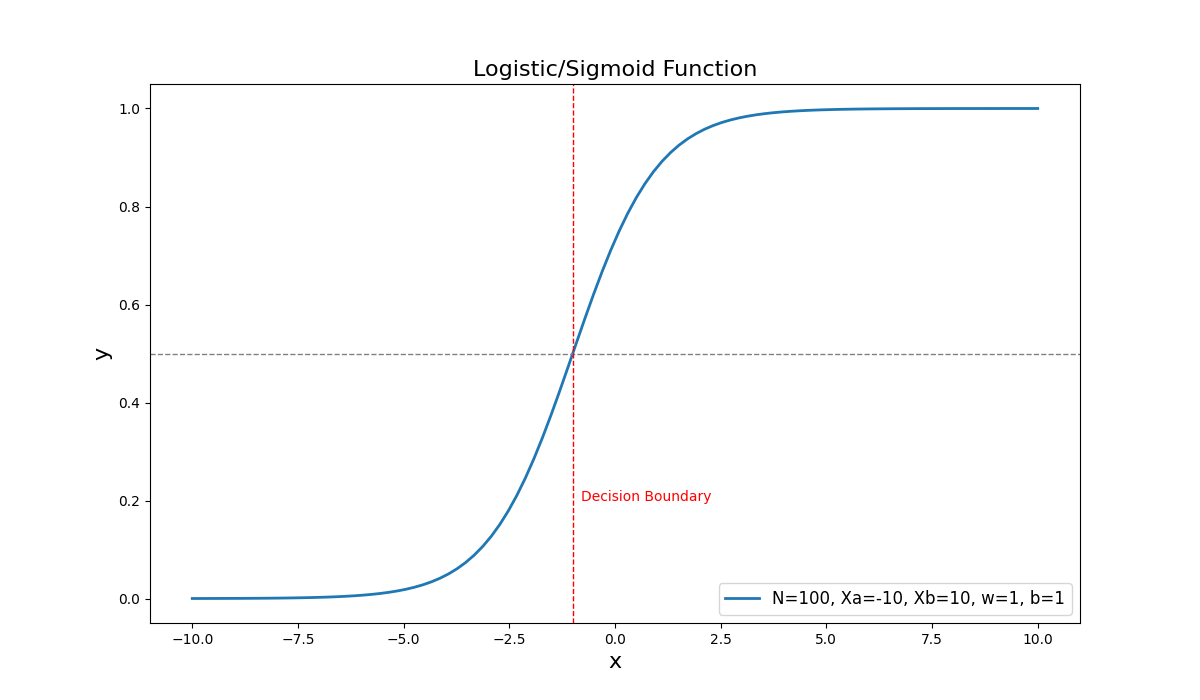 Logistic/Sigmoid Function
1.0
0.8
0.6
0.4
0.2
0.0
y
Decision Boundary
N=100, Xa=-10, Xb=10, w=1, b=1
−10.0 −7.5 −5.0 −2.5 0.0 2.5 5.0 7.5 10.0
x